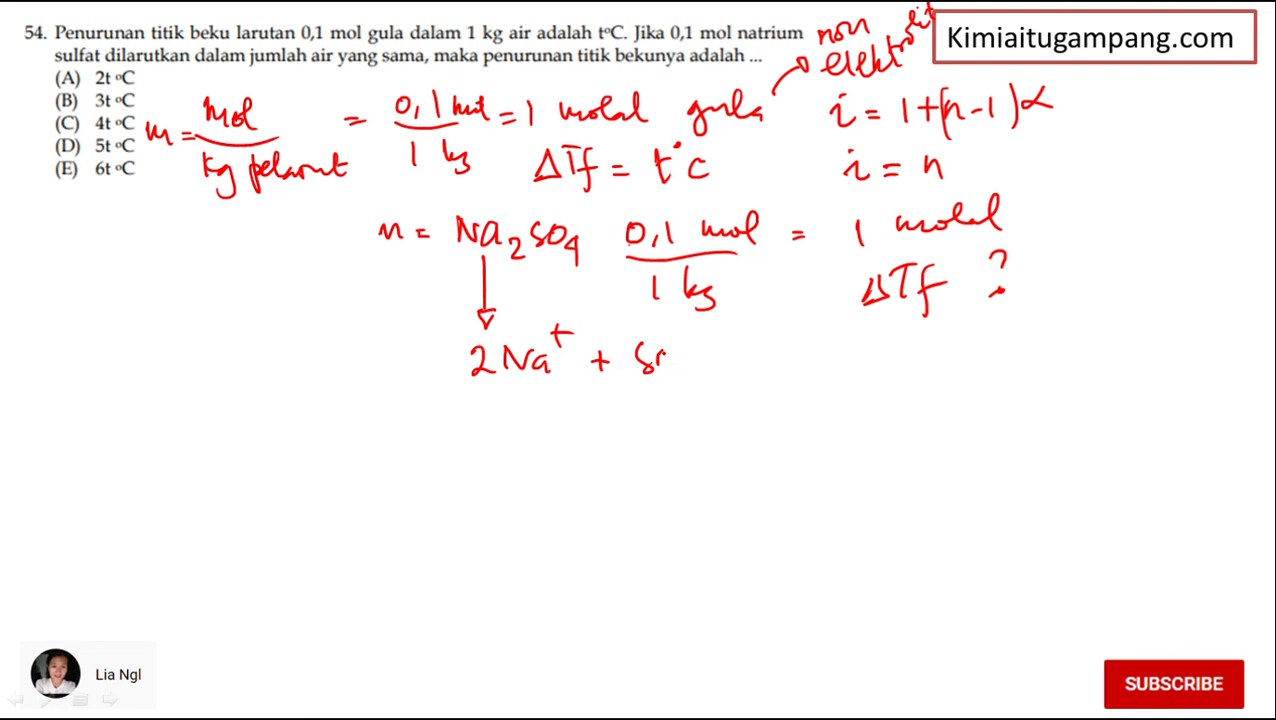 54. Penurunan titik beku larutan 0,1 mol gula dalam 1 kg air adalah t°C. Jika 0,1 mol natrium
sulfat dilarutkan dalam jumlah air yang sama, maka penurunan titik bekunya adalah ...
(A) 2t °C
(B) 3t °C
(C) 4t °C
(D) 5t °C
(E) 6t °C
Kimiaitugampang.com
non elektrolit
m = mol / kg pelarut = 0,1 mol / 1 kg = 1 molal gula
i = 1+(n-1)α
ΔTf = t°C
i = n
m = Na2SO4 0,1 mol / 1 kg = 1 molal
ΔTf ?
2Na+ + S
Lia Ngl
SUBSCRIBE